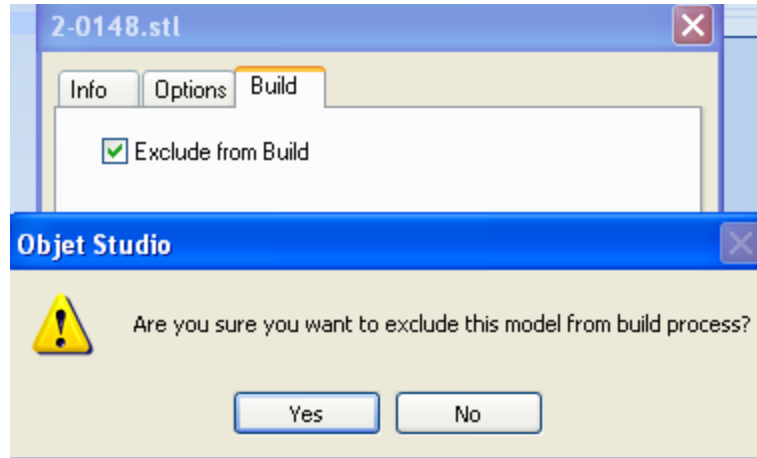 2-0148.stl
Info Options Build
Exclude from Build
Objet Studio
Are you sure you want to exclude this model from build process?
Yes No